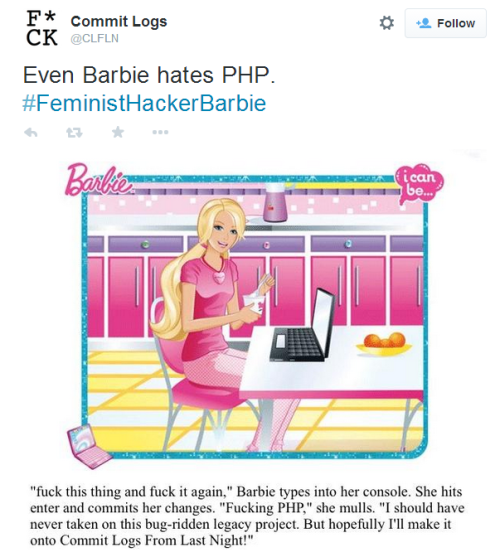 F*
CK
Commit Logs
@CLFLN
Follow
Even Barbie hates PHP.
#FeministHackerBarbie
Barbie
i can
be...
"fuck this thing and fuck it again," Barbie types into her console. She hits
enter and commits her changes. "Fucking PHP," she mulls. "I should have
never taken on this bug-ridden legacy project. But hopefully I'll make it
onto Commit Logs From Last Night!"